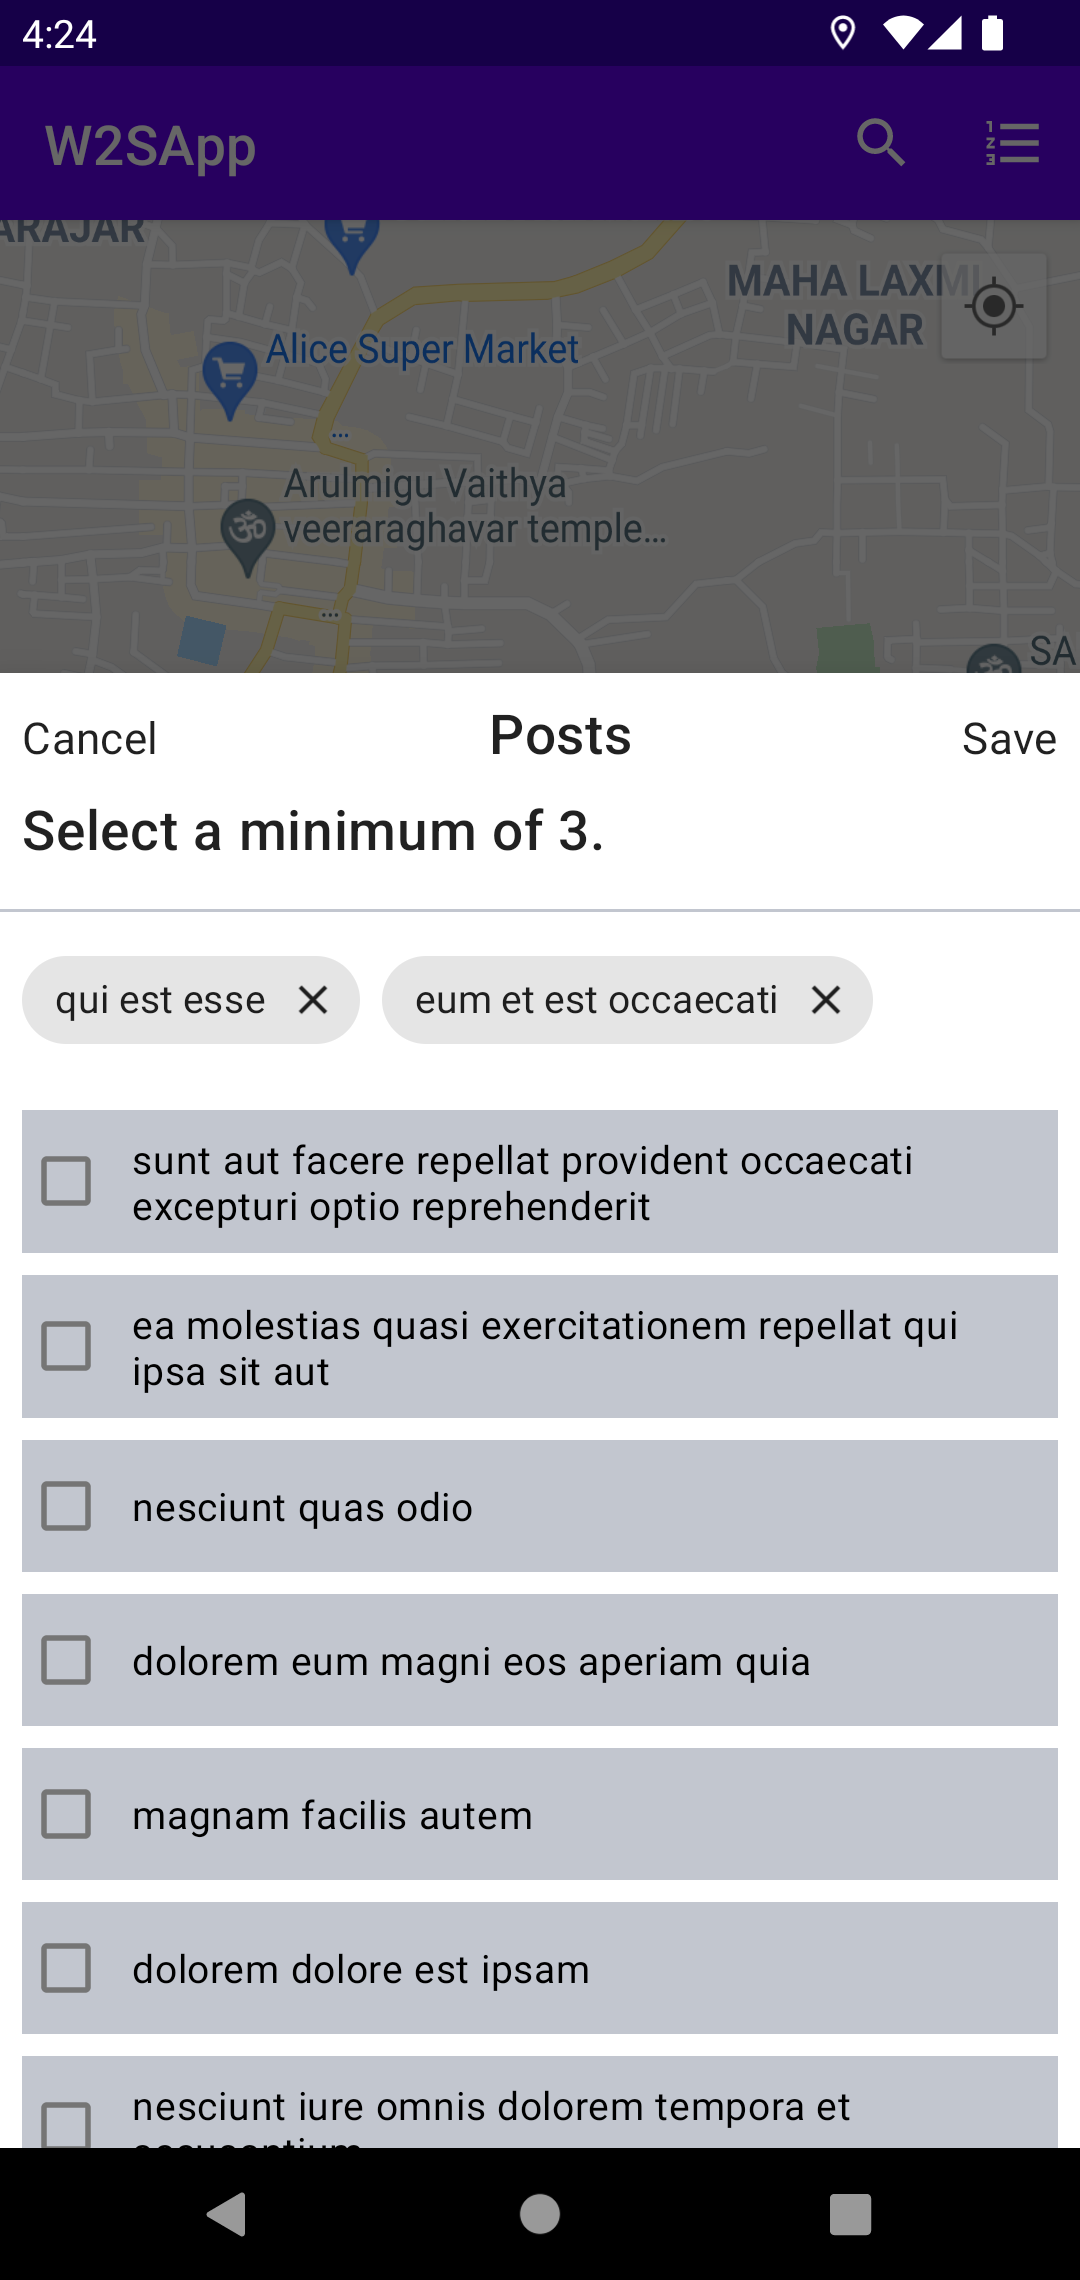 4:24
W2SApp
ARAJAR
MAHA LAXMI
NAGAR
Alice Super Market
Arulmigu Vaithya
veeraraghavar temple...
SA
Cancel
Posts
Save
Select a minimum of 3.
qui est esse
eum et est occaecati
sunt aut facere repellat provident occaecati
excepturi optio reprehenderit
ea molestias quasi exercitationem repellat qui
ipsa sit aut
nesciunt quas odio
dolorem eum magni eos aperiam quia
magnam facilis autem
dolorem dolore est ipsam
nesciunt iure omnis dolorem tempora et